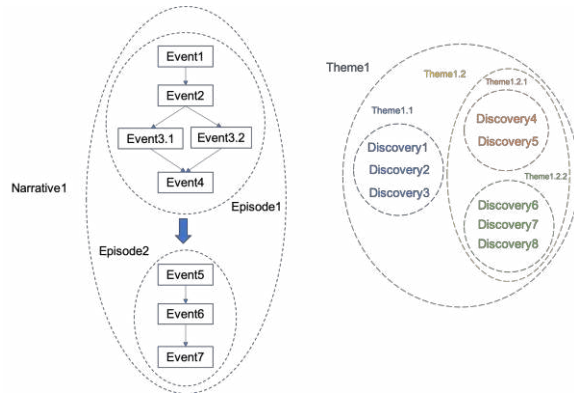 Event1
Event2
Event3.1
Event3.2
Event4
Narrative1
Episode1
Episode2
Event5
Event6
Event7
Theme1
Theme1.2
Theme1.2.1
Theme1.1
Discovery4
Discovery5
Discovery1
Discovery2
Discovery3
Theme1.2.2
Discovery6
Discovery7
Discovery8